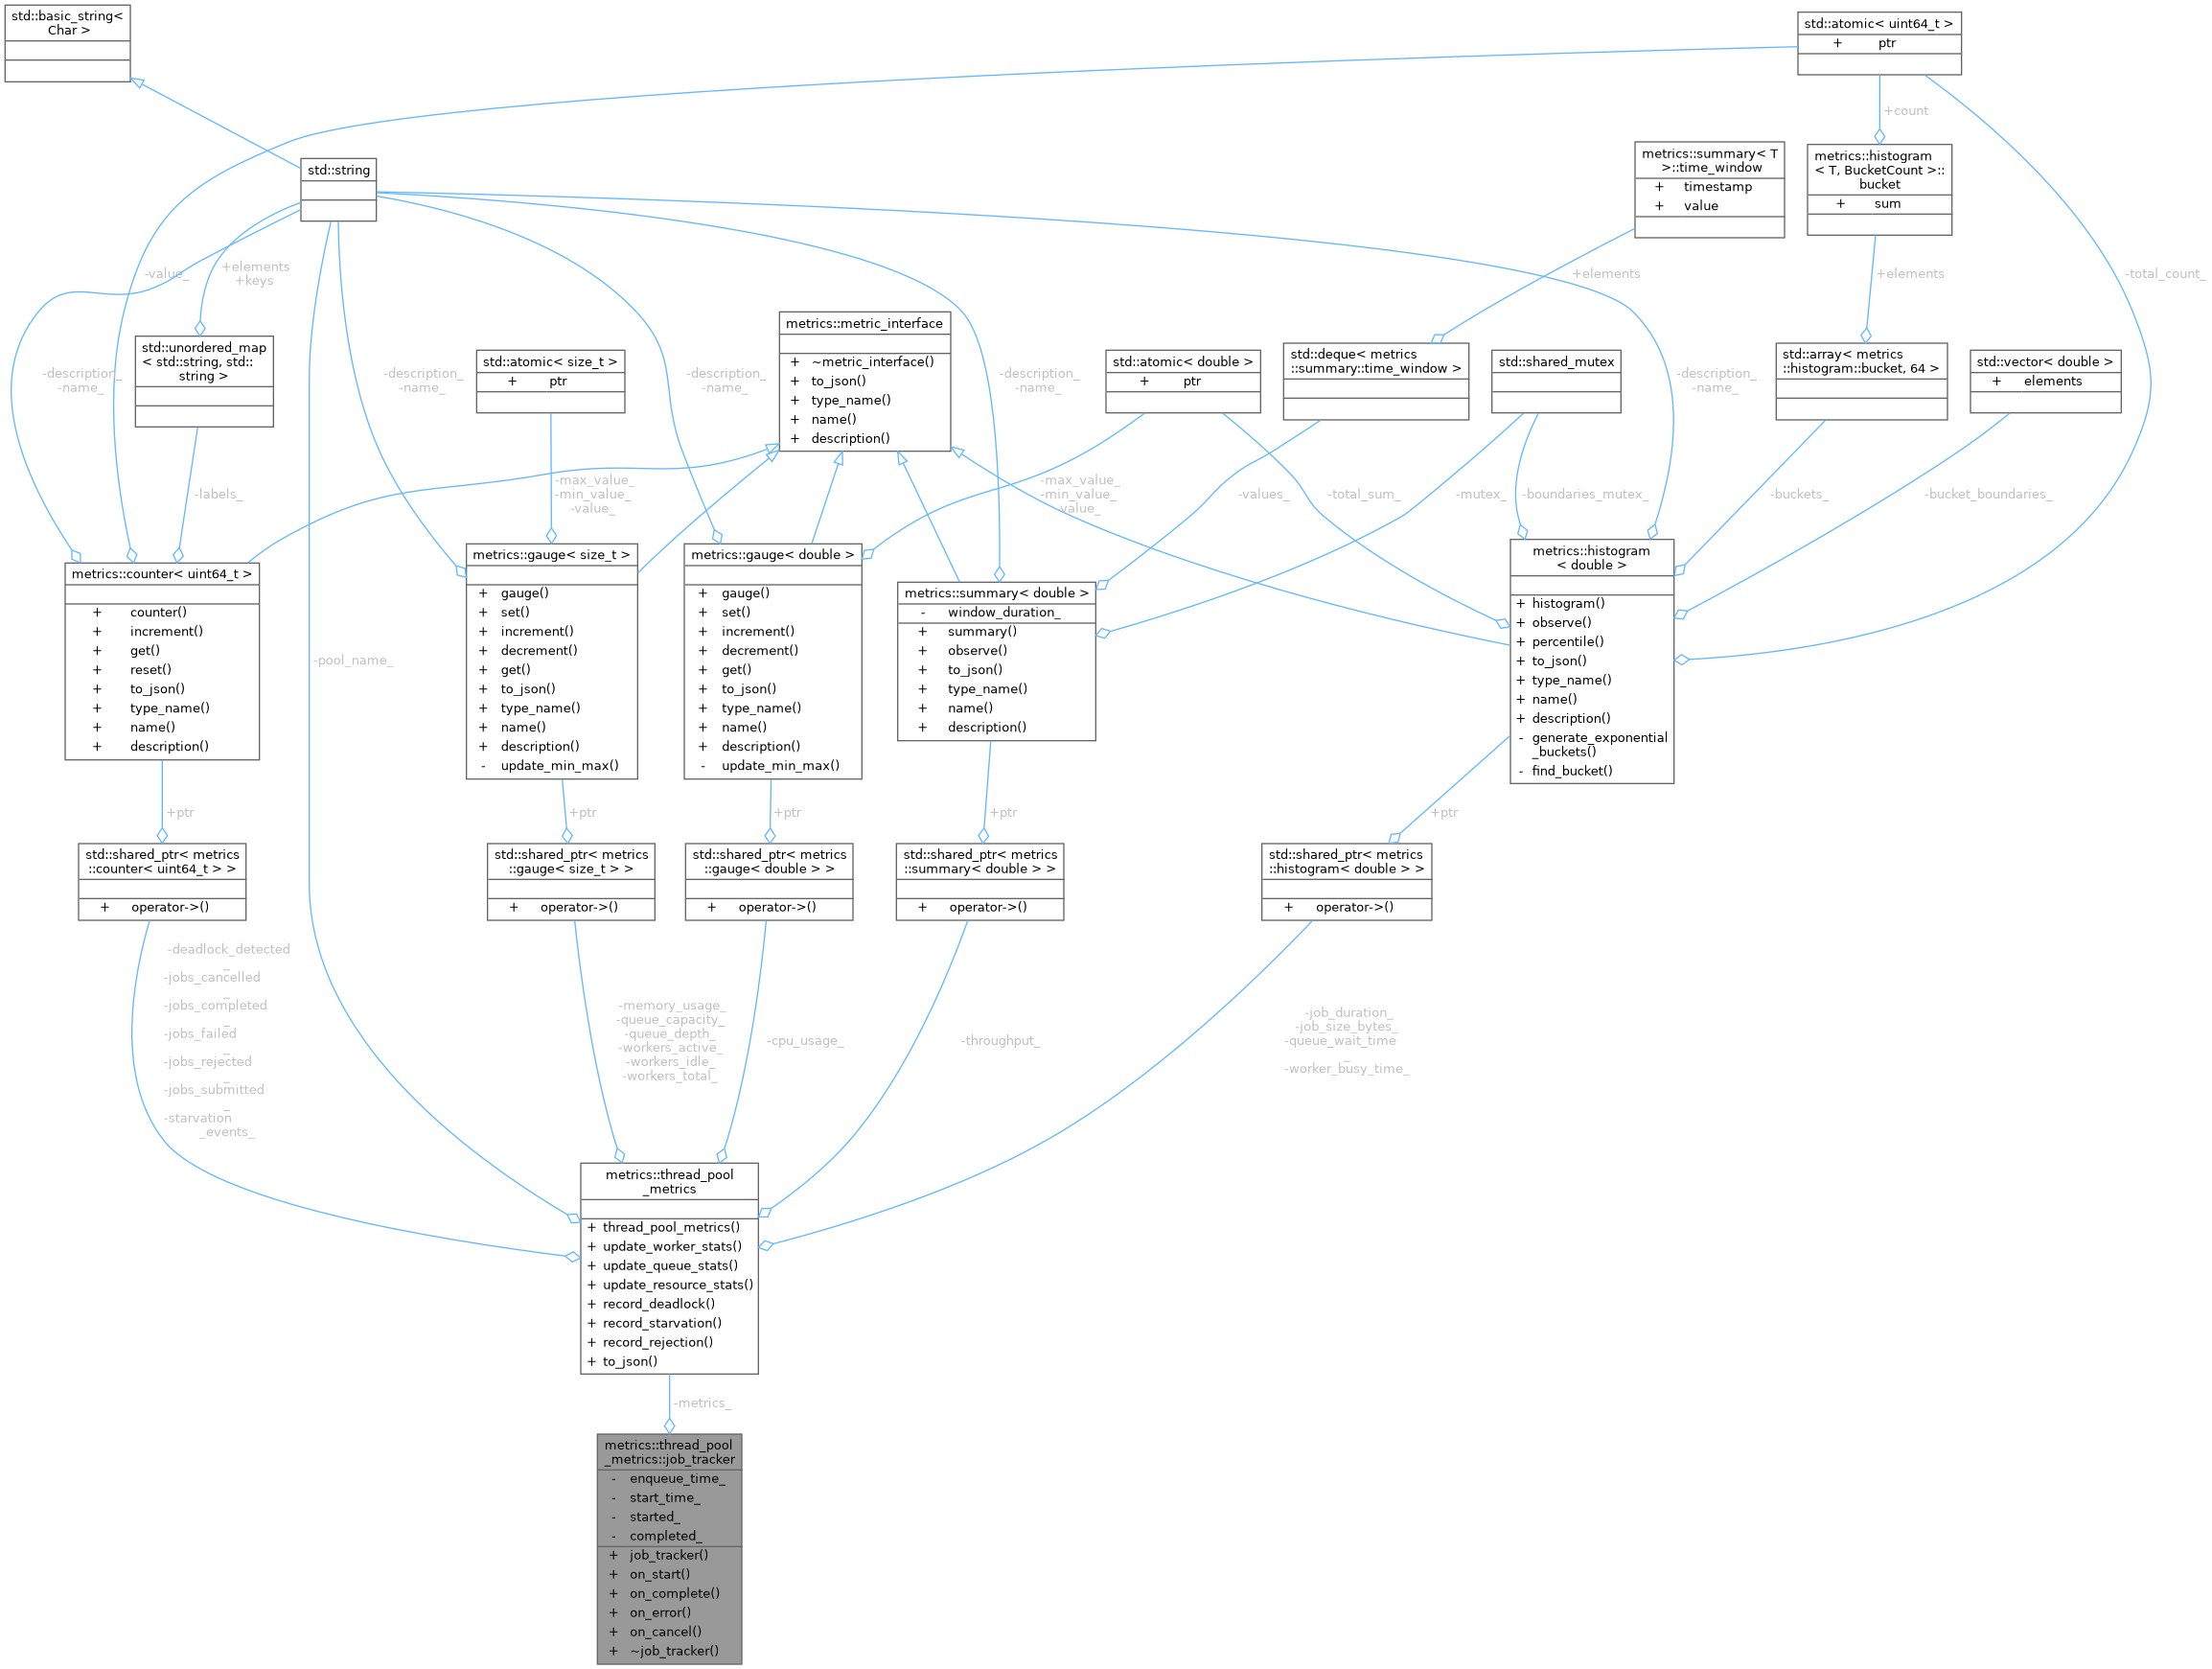 std::basic_string<
Char >
std::atomic< uint64_t >
+ ptr
+count
std::string
metrics::summary< T
>::time_window
+ timestamp
+ value
metrics::histogram
< T, BucketCount >::
bucket
+ sum
-value_
+elements
+keys
+elements
+elements
-total_count_
metrics::metric_interface
+ ~metric_interface()
+ to_json()
+ type_name()
+ name()
+ description()
std::unordered_map
< std::string, std::
string >
std::atomic< size_t >
+ ptr
std::atomic< double >
+ ptr
std::deque< metrics
::summary::time_window >
std::shared_mutex
std::array< metrics
::histogram::bucket, 64 >
std::vector< double >
+ elements
-description_
-name_
-description_
-name_
-description_
-name_
-description_
-name_
-description_
-name_
-labels_
-max_value_
-min_value_
-value_
-max_value_
-min_value_
-value_
-values_
-total_sum_
-mutex_
-boundaries_mutex_
-buckets_
-bucket_boundaries_
metrics::counter< uint64_t >
+ counter()
+ increment()
+ get()
+ reset()
+ to_json()
+ type_name()
+ name()
+ description()
-pool_name_
metrics::gauge< size_t >
+ gauge()
+ set()
+ increment()
+ decrement()
+ get()
+ to_json()
+ type_name()
+ name()
+ description()
- update_min_max()
metrics::gauge< double >
+ gauge()
+ set()
+ increment()
+ decrement()
+ get()
+ to_json()
+ type_name()
+ name()
+ description()
- update_min_max()
metrics::summary< double >
- window_duration_
+ summary()
+ observe()
+ to_json()
+ type_name()
+ name()
+ description()
metrics::histogram
< double >
+ histogram()
+ observe()
+ percentile()
+ to_json()
+ type_name()
+ name()
+ description()
- generate_exponential
_buckets()
- find_bucket()
+ptr
+ptr
+ptr
+ptr
+ptr
std::shared_ptr< metrics
::counter< uint64_t > >
+ operator->()
std::shared_ptr< metrics
::gauge< size_t > >
+ operator->()
std::shared_ptr< metrics
::gauge< double > >
+ operator->()
std::shared_ptr< metrics
::summary< double > >
+ operator->()
std::shared_ptr< metrics
::histogram< double > >
+ operator->()
-deadlock_detected
_
-jobs_cancelled
_
-jobs_completed
_
-jobs_failed
_
-jobs_rejected
_
-jobs_submitted
_
-starvation
_events_
-memory_usage_
-queue_capacity_
-queue_depth_
-workers_active_
-workers_idle_
-workers_total_
-cpu_usage_
-throughput_
-job_duration_
-job_size_bytes_
-queue_wait_time
_
-worker_busy_time_
metrics::thread_pool
_metrics
+ thread_pool_metrics()
+ update_worker_stats()
+ update_queue_stats()
+ update_resource_stats()
+ record_deadlock()
+ record_starvation()
+ record_rejection()
+ to_json()
-metrics_
metrics::thread_pool
_metrics::job_tracker
- enqueue_time_
- start_time_
- started_
- completed_
+ job_tracker()
+ on_start()
+ on_complete()
+ on_error()
+ on_cancel()
+ ~job_tracker()